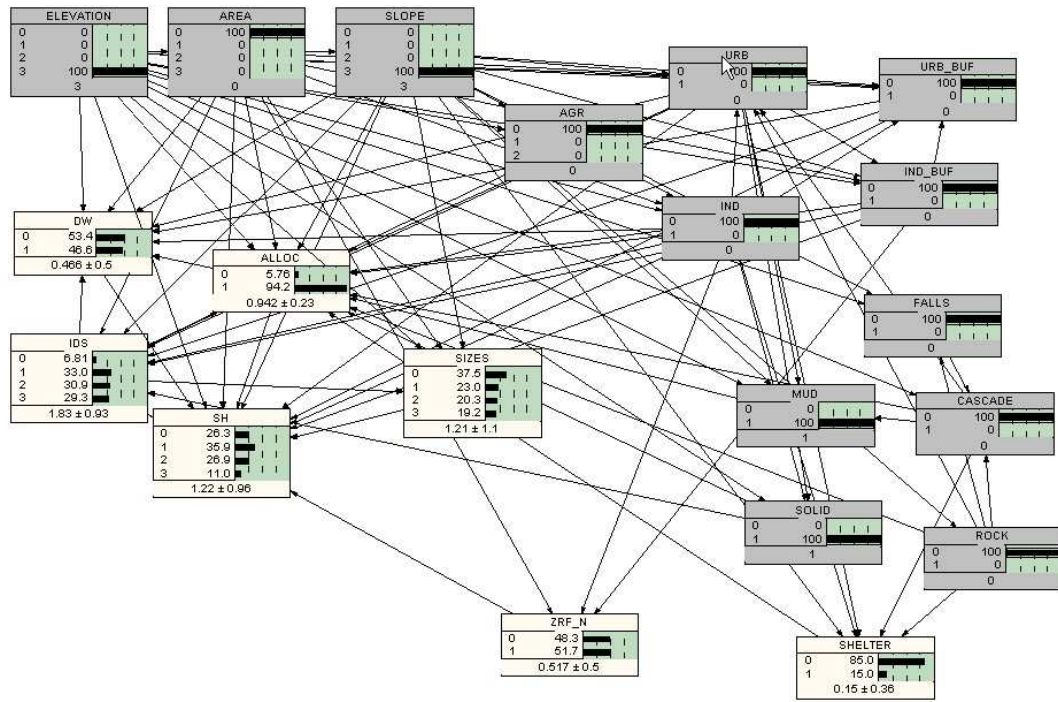 ELEVATION
0 0
1 0
2 0
3 100
3
AREA
0 100
1 0
2 0
3 0
0
SLOPE
0 0
1 0
2 0
3 100
3
URB
0 100
1 0
0
URB_BUF
0 100
1 0
0
AGR
0 100
1 0
2 0
0
IND_BUF
0 100
1 0
0
IND
0 100
1 0
0
DW
0 53.4
1 46.6
0.466 ± 0.5
ALLOC
0 5.76
1 94.2
0.942 ± 0.23
FALLS
0 100
1 0
0
IDS
0 6.81
1 33.0
2 30.9
3 29.3
1.83 ± 0.93
SIZES
0 37.5
1 23.0
2 20.3
3 19.2
1.21 ± 1.1
MUD
0 0
1 100
1
CASCADE
0 100
1 0
0
SH
0 26.3
1 35.9
2 26.9
3 11.0
1.22 ± 0.96
SOLID
0 0
1 100
1
ROCK
0 100
1 0
0
ZRF_N
0 48.3
1 51.7
0.517 ± 0.5
SHELTER
0 85.0
1 15.0
0.15 ± 0.36